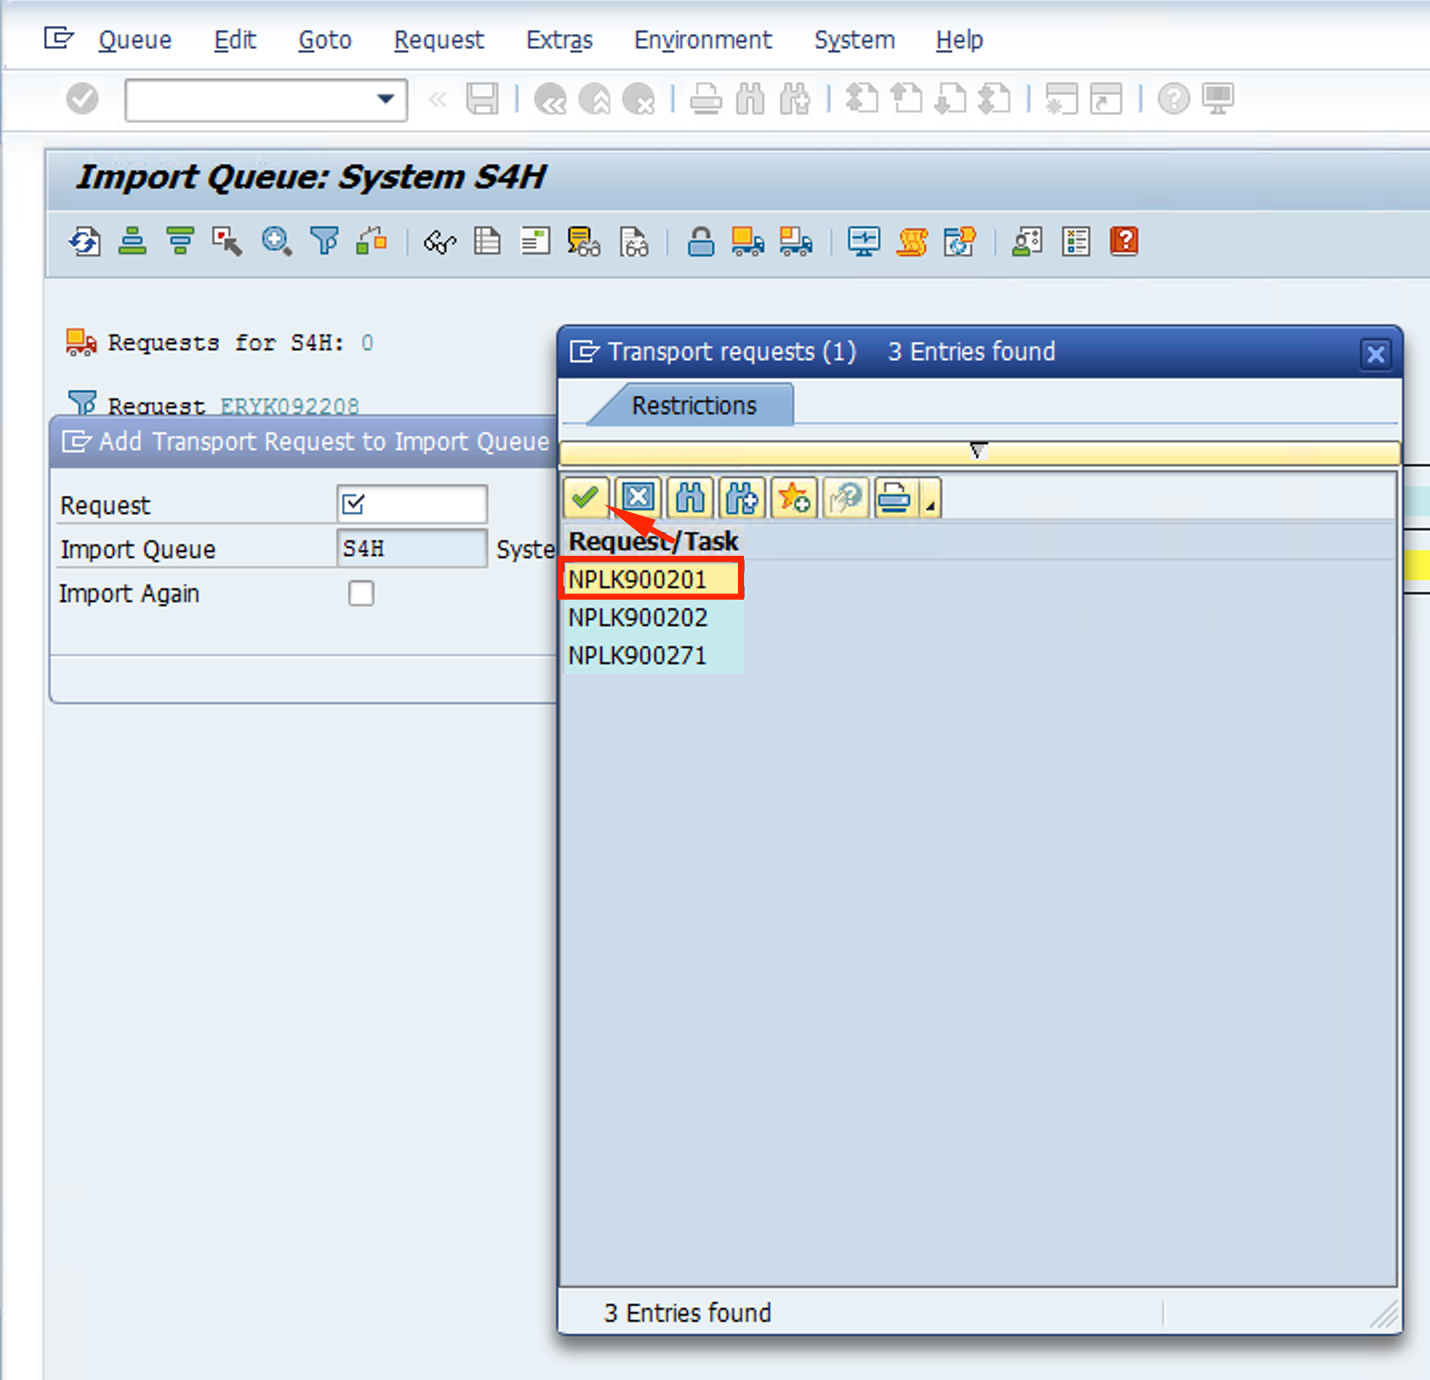 Queue Edit Goto Request Extras Environment System Help
Import Queue: System S4H
Requests for S4H: 0
Request ERYK092208
Add Transport Request to Import Queue
Request
Import Queue S4H Syste
Import Again
Transport requests (1) 3 Entries found
Restrictions
Request/Task
NPLK900201
NPLK900202
NPLK900271
3 Entries found